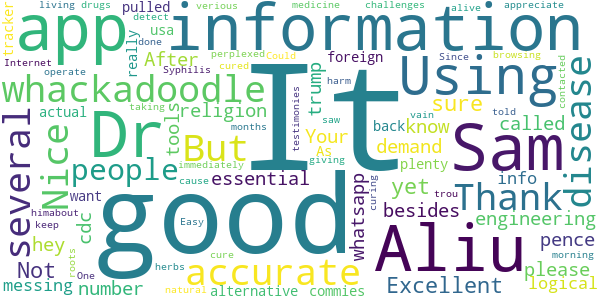 living drugs verious medicine challenges alive appreciate
tracker detect pulled After usa done operate Internet
app information
perplexed Could cured Since browsing
really foreign harm saw
Syphilis taking months
whackadoodle Using
trump testimonies sure told vain contacted
Nice actual religion tools
Dr It Sam disease
Your As giving back know called
several But demand plenty
people immediately cause essential yet info
want whatsapp besides Thank
cdc Easy curing engineering
Not himabout keep hey good Aliu pence
please morning
messing number accurate Excellent logical
roots One herbs natural alternative cure commies trou